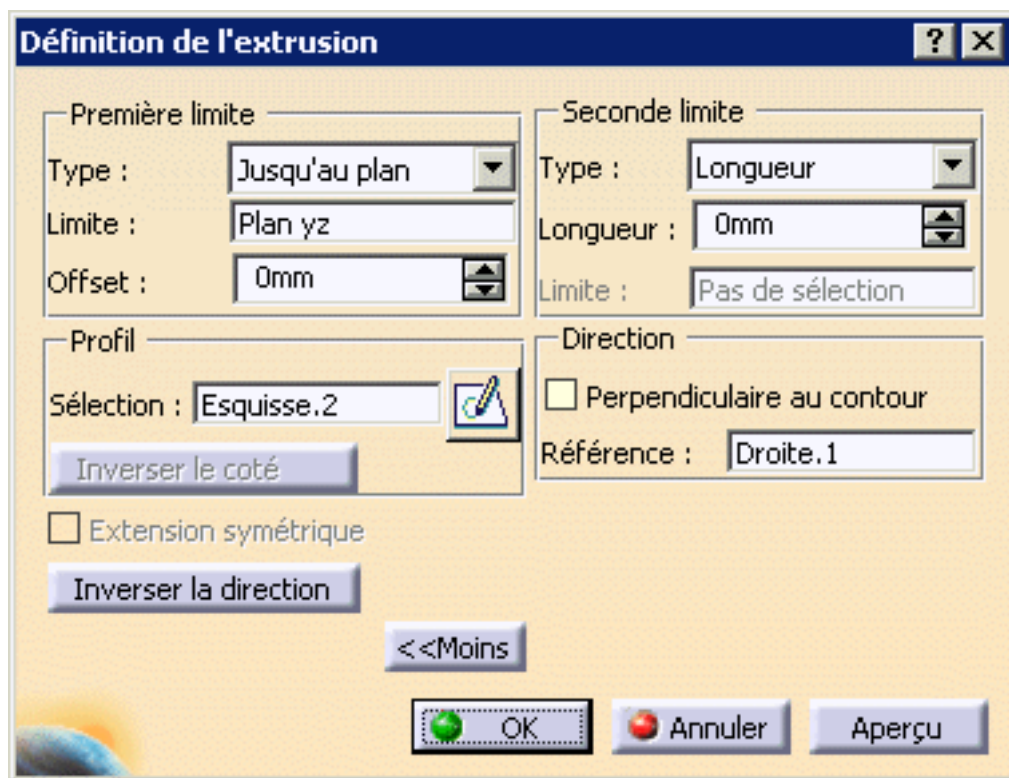 Définition de l'extrusion
Première limite
Type :
Jusqu'au plan
Limite :
Plan yz
Offset :
0mm
Seconde limite
Type :
Longueur
Longueur :
0mm
Limite :
Pas de sélection
Profil
Sélection :
Esquisse.2
Inverser le coté
Direction
Perpendiculaire au contour
Référence :
Droite.1
Extension symétrique
Inverser la direction
<<Moins
OK
Annuler
Aperçu